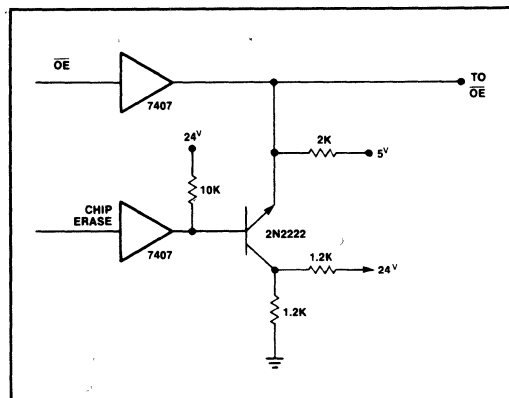 OE
TO
OE
7407
24V
2K
5V
10K
CHIP
ERASE
2N2222
7407
1.2K
24V
1.2K